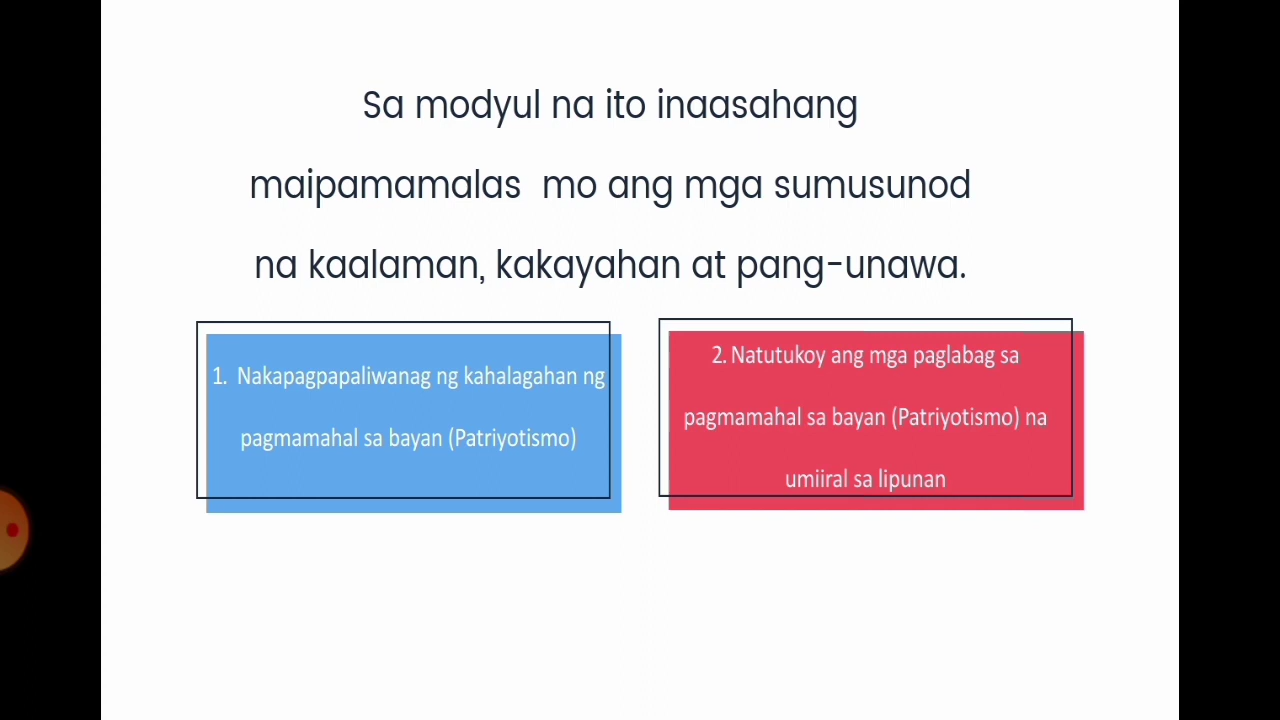 Sa modyul na ito inaasahang
maipamamalas mo ang mga sumusunod
na kaalaman, kakayahan at pang-unawa.
1. Nakapagpapaliwanag ng kahalagahan ng
pagmamahal sa bayan (Patriyotismo)
2. Natutukoy ang mga paglabag sa
pagmamahal sa bayan (Patriyotismo) na
umiiral sa lipunan